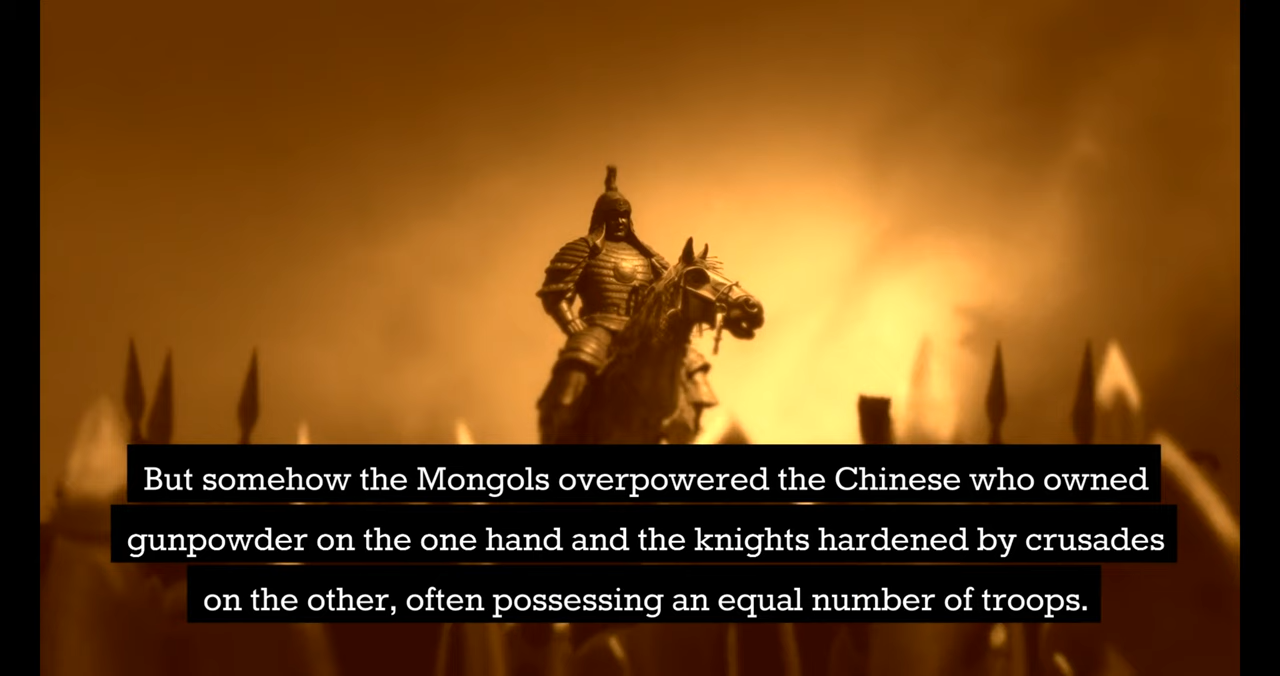 But somehow the Mongols overpowered the Chinese who owned
gunpowder on the one hand and the knights hardened by crusades
on the other, often possessing an equal number of troops.